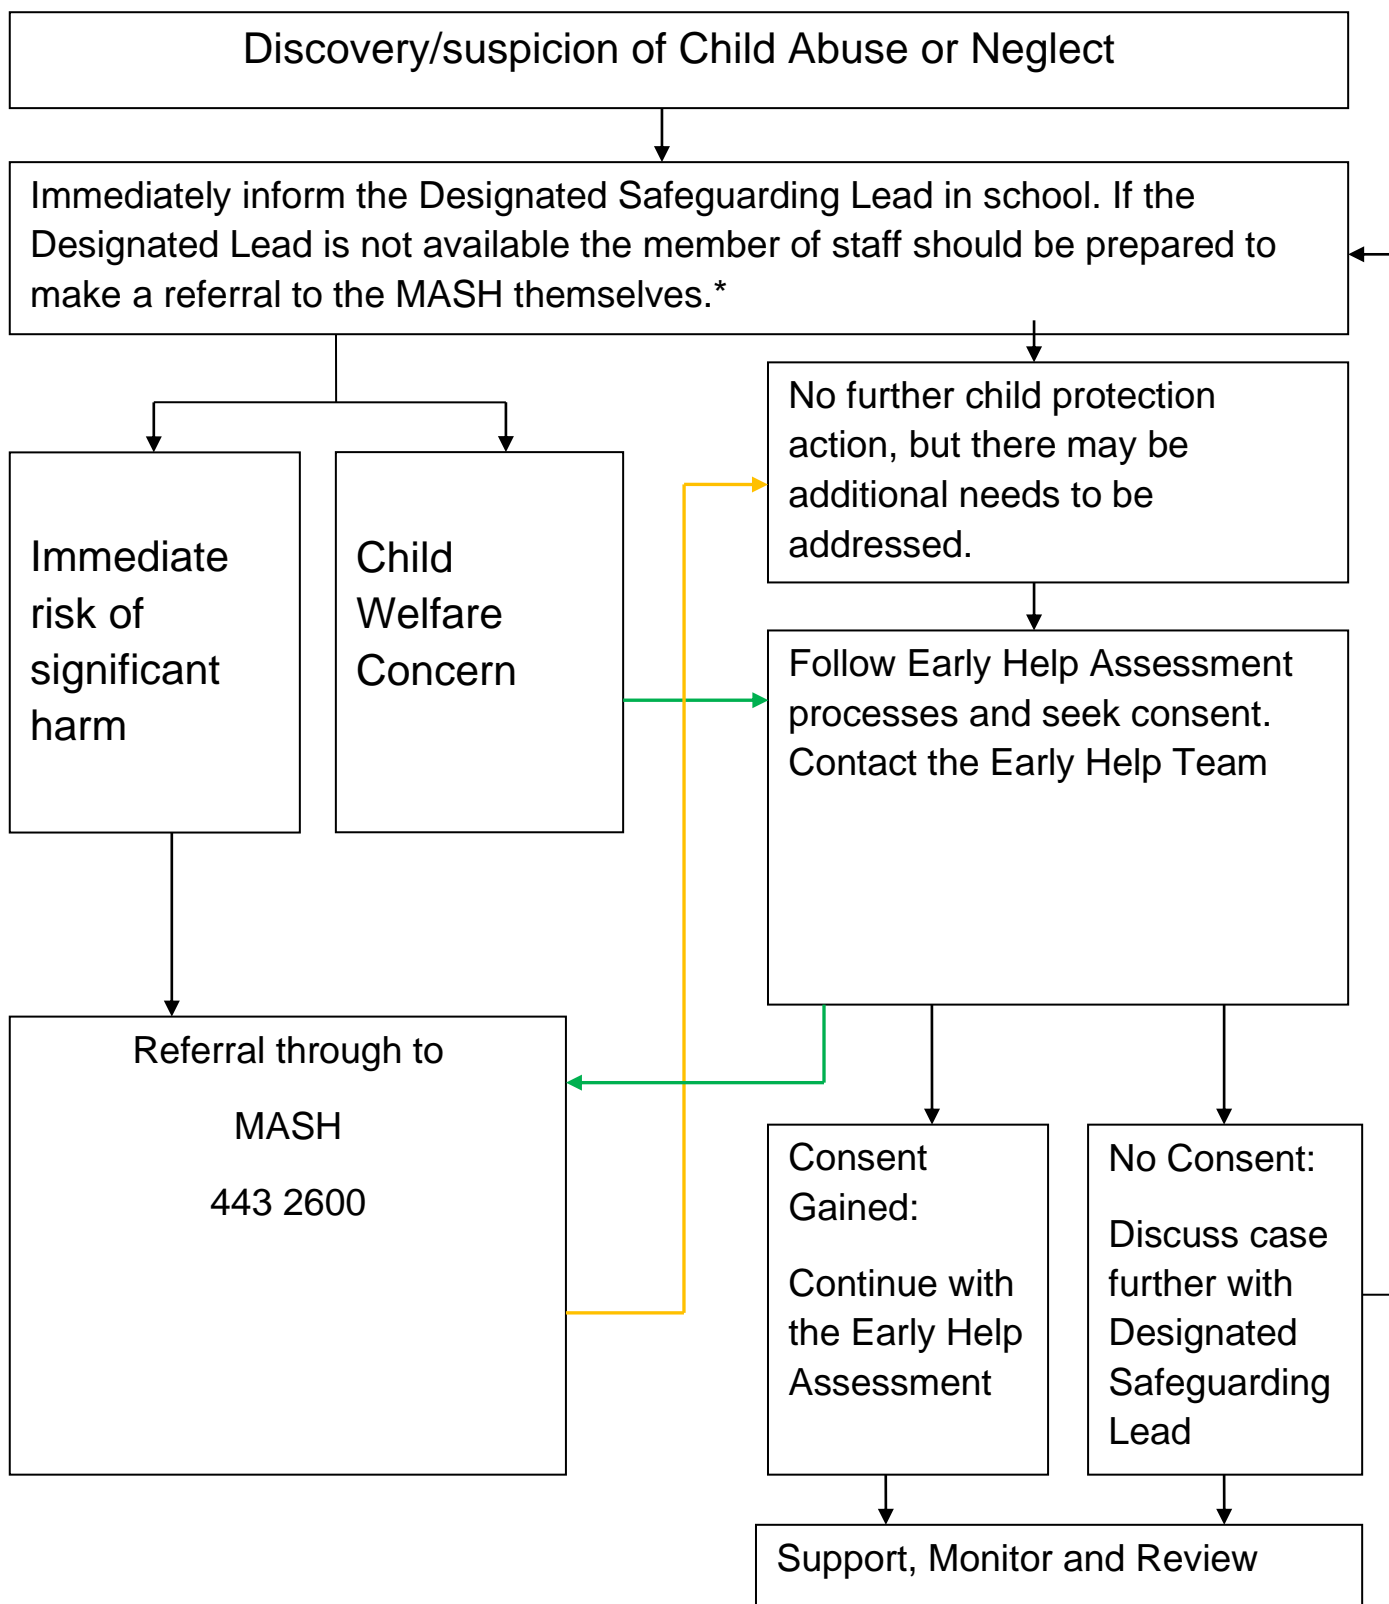 Discovery/suspicion of Child Abuse or Neglect
Immediately inform the Designated Safeguarding Lead in school. If the
Designated Lead is not available the member of staff should be prepared to
make a referral to the MASH themselves.*
No further child protection
action, but there may be
additional needs to be
addressed.
Immediate
risk of
significant
harm
Child
Welfare
Concern
Follow Early Help Assessment
processes and seek consent.
Contact the Early Help Team
Referral through to
MASH
443 2600
Consent
Gained:
Continue with
the Early Help
Assessment
No Consent:
Discuss case
further with
Designated
Safeguarding
Lead
Support, Monitor and Review